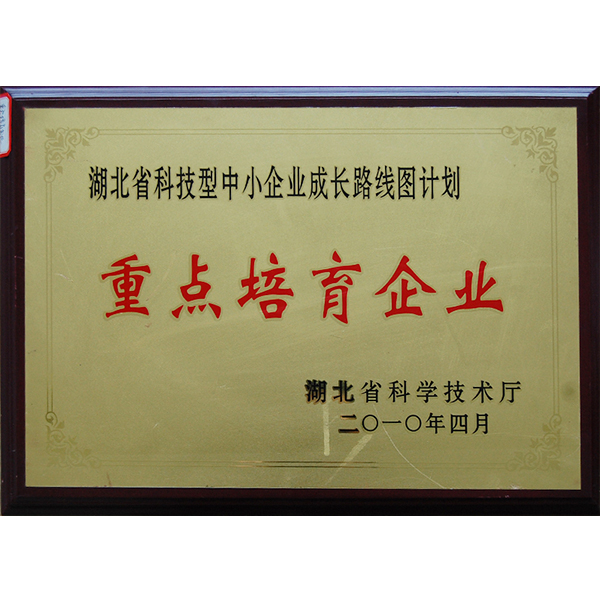 湖北省科技型中小企业成长路线图计划
重点培育企业
湖北省科学技术厅
二〇一〇年四月